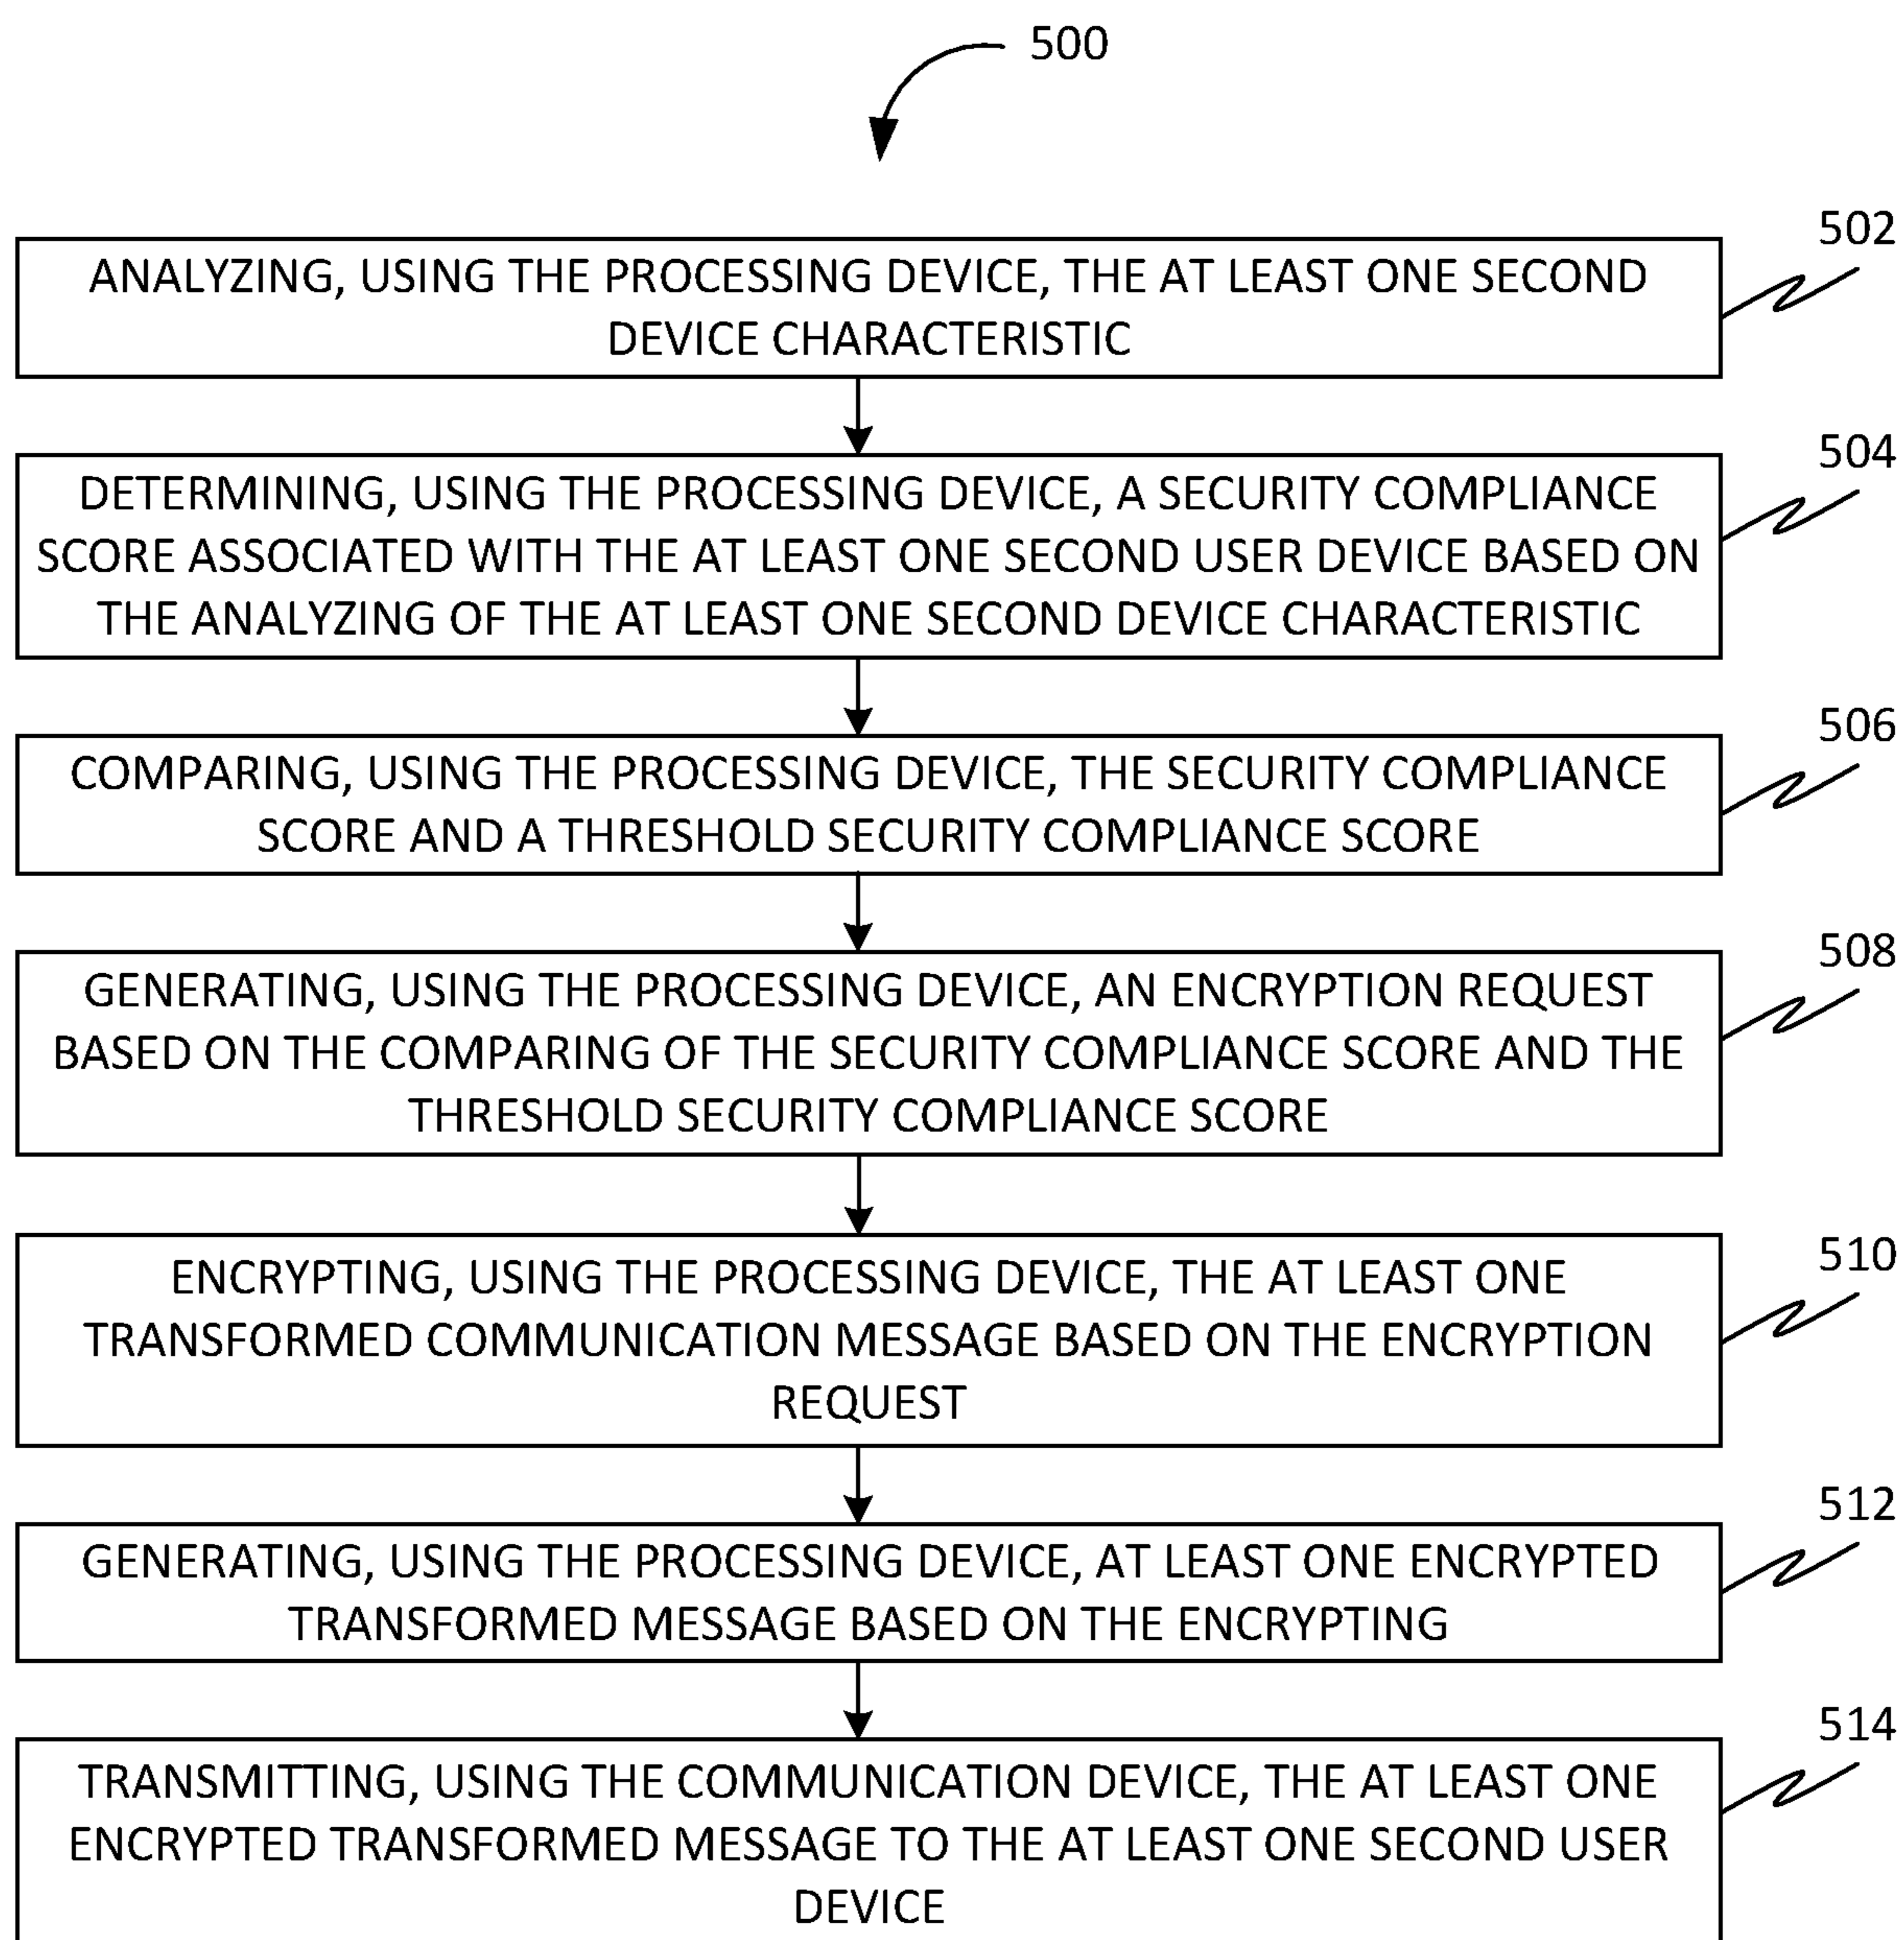 500
502
ANALYZING, USING THE PROCESSING DEVICE, THE AT LEAST ONE SECOND
DEVICE CHARACTERISTIC
504
DETERMINING, USING THE PROCESSING DEVICE, A SECURITY COMPLIANCE
SCORE ASSOCIATED WITH THE AT LEAST ONE SECOND USER DEVICE BASED ON
THE ANALYZING OF THE AT LEAST ONE SECOND DEVICE CHARACTERISTIC
506
COMPARING, USING THE PROCESSING DEVICE, THE SECURITY COMPLIANCE
SCORE AND A THRESHOLD SECURITY COMPLIANCE SCORE
508
GENERATING, USING THE PROCESSING DEVICE, AN ENCRYPTION REQUEST
BASED ON THE COMPARING OF THE SECURITY COMPLIANCE SCORE AND THE
THRESHOLD SECURITY COMPLIANCE SCORE
510
ENCRYPTING, USING THE PROCESSING DEVICE, THE AT LEAST ONE
TRANSFORMED COMMUNICATION MESSAGE BASED ON THE ENCRYPTION
REQUEST
512
GENERATING, USING THE PROCESSING DEVICE, AT LEAST ONE ENCRYPTED
TRANSFORMED MESSAGE BASED ON THE ENCRYPTING
514
TRANSMITTING, USING THE COMMUNICATION DEVICE, THE AT LEAST ONE
ENCRYPTED TRANSFORMED MESSAGE TO THE AT LEAST ONE SECOND USER
DEVICE